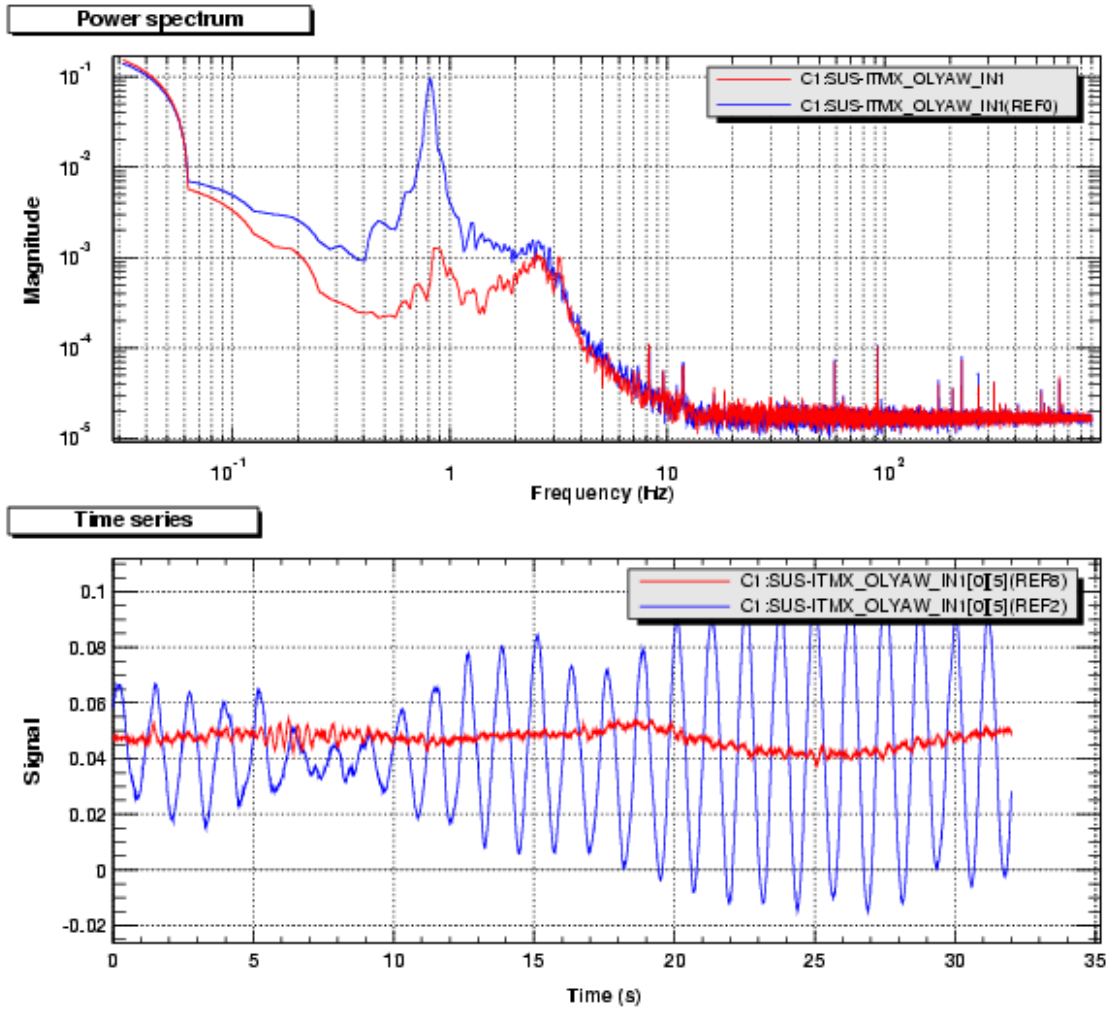 Power spectrum
C1:SUS-ITMX_OLYAW_IN1
C1:SUS-ITMX_OLYAW_IN1(REF0)
10^-1
10^-2
10^-3
10^-4
10^-5
Magnitude
10^-1
1
10
10^2
Frequency (Hz)
Time series
C1:SUS-ITMX_OLYAW_IN1[0][5](REF8)
C1:SUS-ITMX_OLYAW_IN1[0][5](REF2)
0.1
0.08
0.06
0.04
0.02
0
-0.02
Signal
0
5
10
15
20
25
30
35
Time (s)